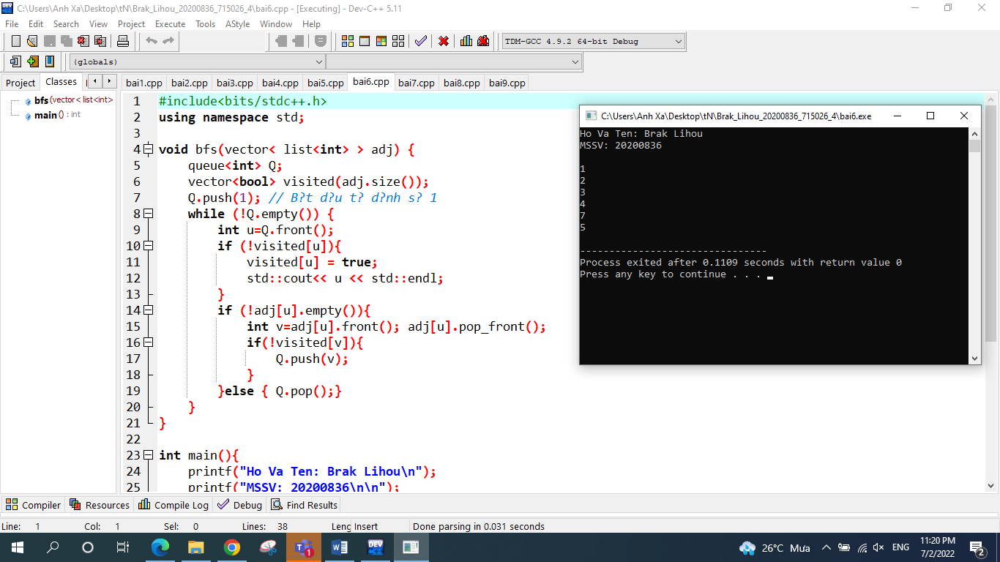 C:\Users\Anh Xa\Desktop\tN\Brak_Lihou_20200836_715026_4\bai6.cpp - [Executing] - Dev-C++ 5.11
File Edit Search View Project Execute Tools AStyle Window Help
TDM-GCC 4.9.2 64-bit Debug
(globals)
Project Classes
bai1.cpp bai2.cpp bai3.cpp bai4.cpp bai5.cpp bai6.cpp bai7.cpp bai8.cpp bai9.cpp
bfs (vector < list<int>
main () : int
1 #include<bits/stdc++.h>
2 using namespace std;
3
4 void bfs(vector< list<int> > adj) {
5 queue<int> Q;
6 vector<bool> visited(adj.size());
7 Q.push(1); // B?t d?u t? d?nh s? 1
8 while (!Q.empty()) {
9 int u=Q.front();
10 if (!visited[u]){
11 visited[u] = true;
12 std::cout<< u << std::endl;
13 }
14 if (!adj[u].empty()){
15 int v=adj[u].front(); adj[u].pop_front();
16 if(!visited[v]){
17 Q.push(v);
18 }
19 }else { Q.pop();}
20 }
21 }
22
23 int main(){
24 printf("Ho Va Ten: Brak Lihou\n");
25 printf("MSSV: 20200836\n\n");
C:\Users\Anh Xa\Desktop\tN\Brak_Lihou_20200836_715026_4\bai6.exe
Ho Va Ten: Brak Lihou
MSSV: 20200836
1
2
3
4
7
5
--------------------------------
Process exited after 0.1109 seconds with return value 0
Press any key to continue . . .
Compiler Resources Compile Log Debug Find Results
Line: 1 Col: 1 Sel: 0 Lines: 38 Leng Insert Done parsing in 0.031 seconds
DEV
1
26°C Mưa ENG 11:20 PM
7/2/2022
2